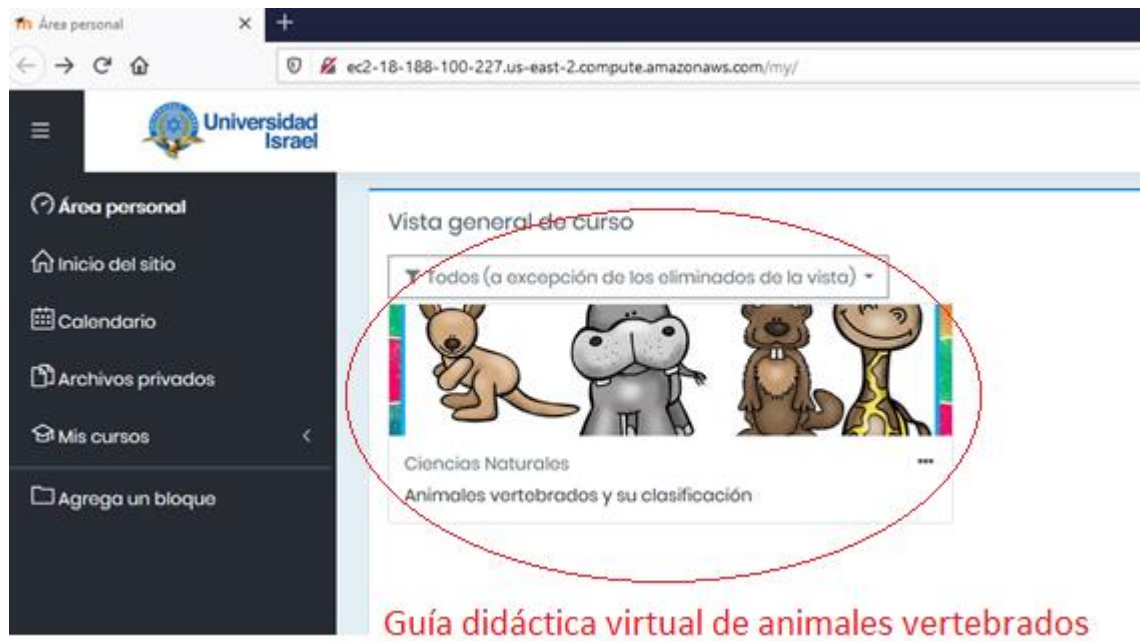 Área personal
ec2-18-188-100-227.us-east-2.compute.amazonaws.com/my/
Universidad
Israel
Área personal
Inicio del sitio
Calendario
Archivos privados
Mis cursos
Agrega un bloque
Vista general de curso
Todos (a excepción de los eliminados de la vista)
Ciencias Naturales
Animales vertebrados y su clasificación
Guía didáctica virtual de animales vertebrados